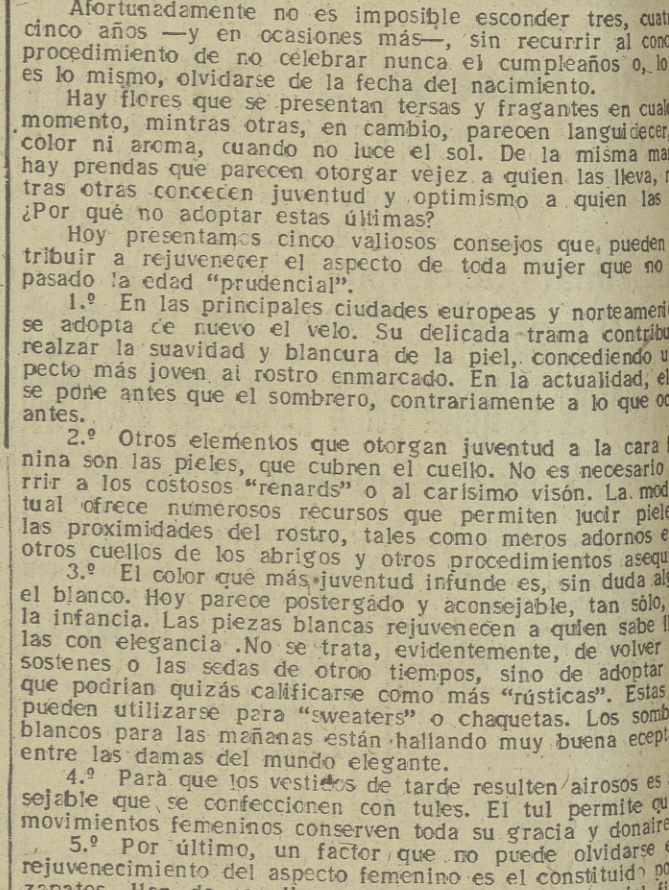 Afortunadamente no es imposible esconder tres, cuat
cinco años —y en ocasiones más—, sin recurrir al cono
procedimiento de no celebrar nunca el cumpleaños o, lo
es lo mismo, olvidarse de la fecha del nacimiento.
Hay flores que se presentan tersas y fragantes en cualq
momento, mintras otras, en cambio, parecen languidecer,
color ni aroma, cuando no luce el sol. De la misma man
hay prendas que parecen otorgar vejez a quien las lleva, m
tras otras conceden juventud y optimismo a quien las
¿Por qué no adoptar estas últimas?
Hoy presentamos cinco valiosos consejos que pueden
tribuir a rejuvenecer el aspecto de toda mujer que no
pasado la edad "prudencial".
1.º En las principales ciudades europeas y norteameri
se adopta de nuevo el velo. Su delicada trama contribu
realzar la suavidad y blancura de la piel, concediendo u
pecto más joven al rostro enmarcado. En la actualidad, el
se pone antes que el sombrero, contrariamente a lo que oc
antes.
2.º Otros elementos que otorgan juventud a la cara f
nina son las pieles, que cubren el cuello. No es necesario
rrir a los costosos "renards" o al carisimo visón. La mod
tual ofrece numerosos recursos que permiten lucir piele
las proximidades del rostro, tales como meros adornos e
otros cuellos de los abrigos y otros procedimientos asequ
3.º El color que más juventud infunde es, sin duda alg
el blanco. Hoy parece postergado y aconsejable, tan sólo,
la infancia. Las piezas blancas rejuvenecen a quien sabe ll
las con elegancia .No se trata, evidentemente, de volver
sostenes o las sedas de otroo tiempos, sino de adoptar
que podrian quizás calificarse como más "rústicas". Estas
pueden utilizarse para "sweaters" o chaquetas. Los somb
blancos para las mañanas están hallando muy buena ecepta
entre las damas del mundo elegante.
4.º Para que los vestidos de tarde resulten airosos es
sejable que se confeccionen con tules. El tul permite qu
movimientos femeninos conserven toda su gracia y donaire
5.º Por último, un factor que no puede olvidarse e
rejuvenecimiento del aspecto femenino es el constituido